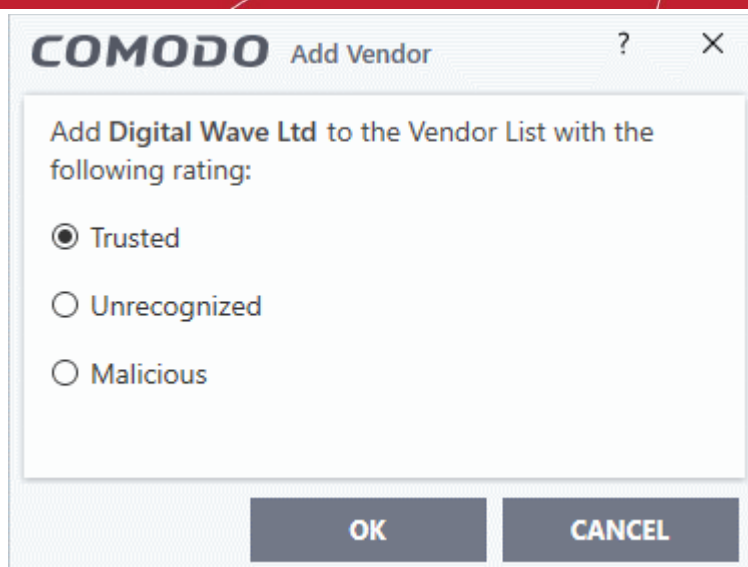 COMODO Add Vendor ? X
Add Digital Wave Ltd to the Vendor List with the
following rating:
Trusted
Unrecognized
Malicious
OK CANCEL